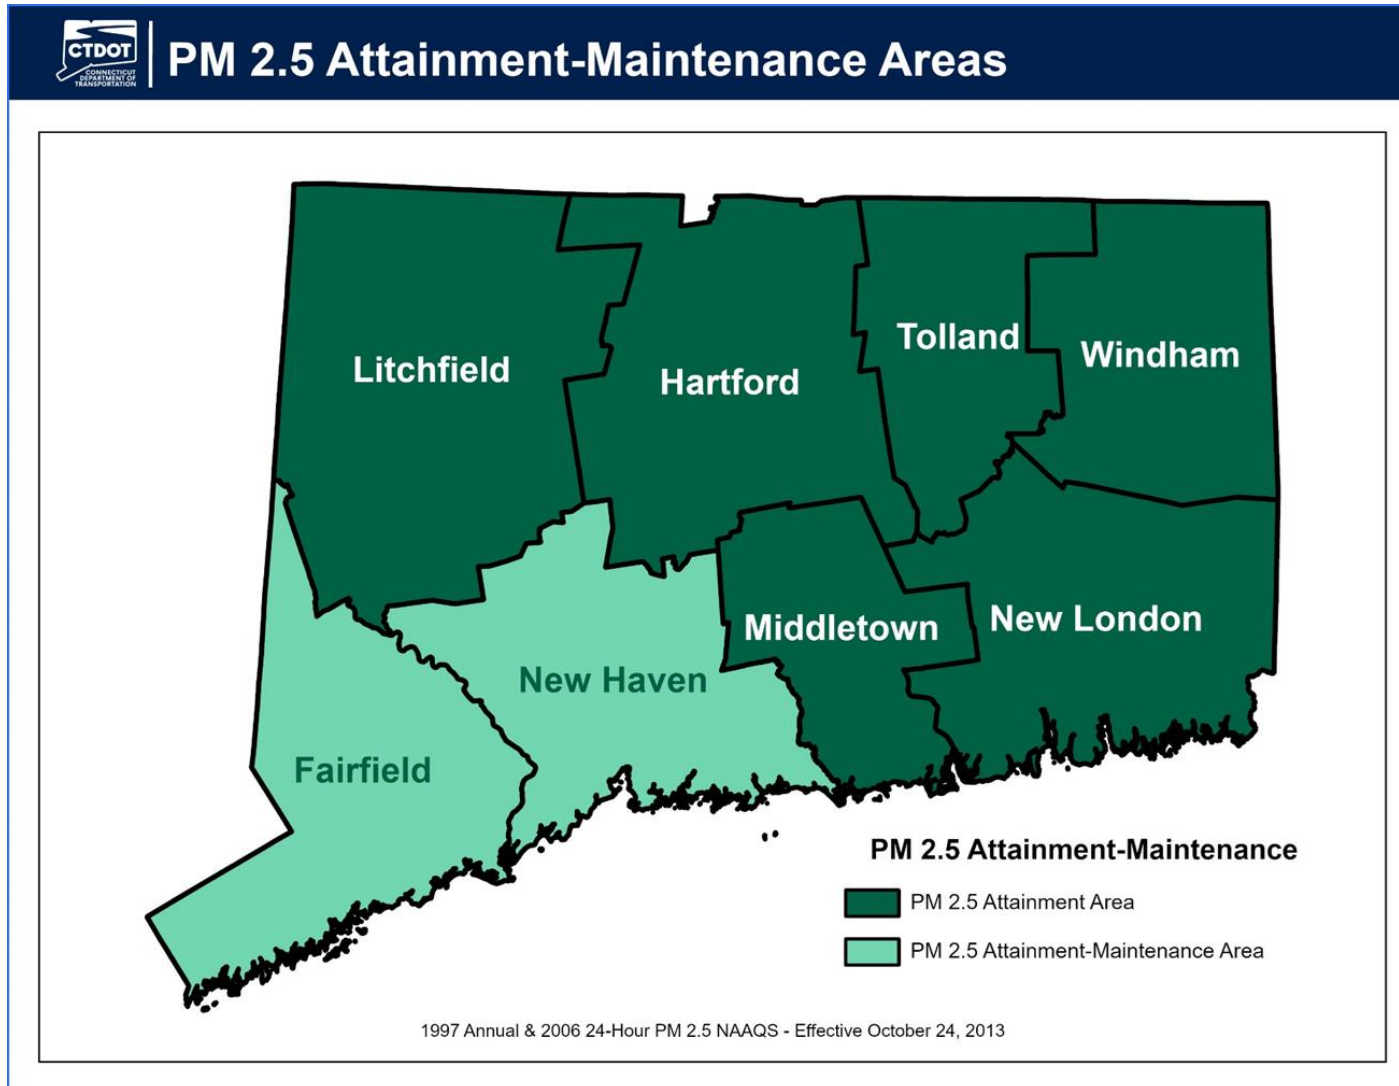 CTDOT
CONNECTICUT
DEPARTMENT OF
TRANSPORTATION
PM 2.5 Attainment-Maintenance Areas
Litchfield
Hartford
Tolland
Windham
Middletown
New London
New Haven
Fairfield
PM 2.5 Attainment-Maintenance
PM 2.5 Attainment Area
PM 2.5 Attainment-Maintenance Area
1997 Annual & 2006 24-Hour PM 2.5 NAAQS - Effective October 24, 2013